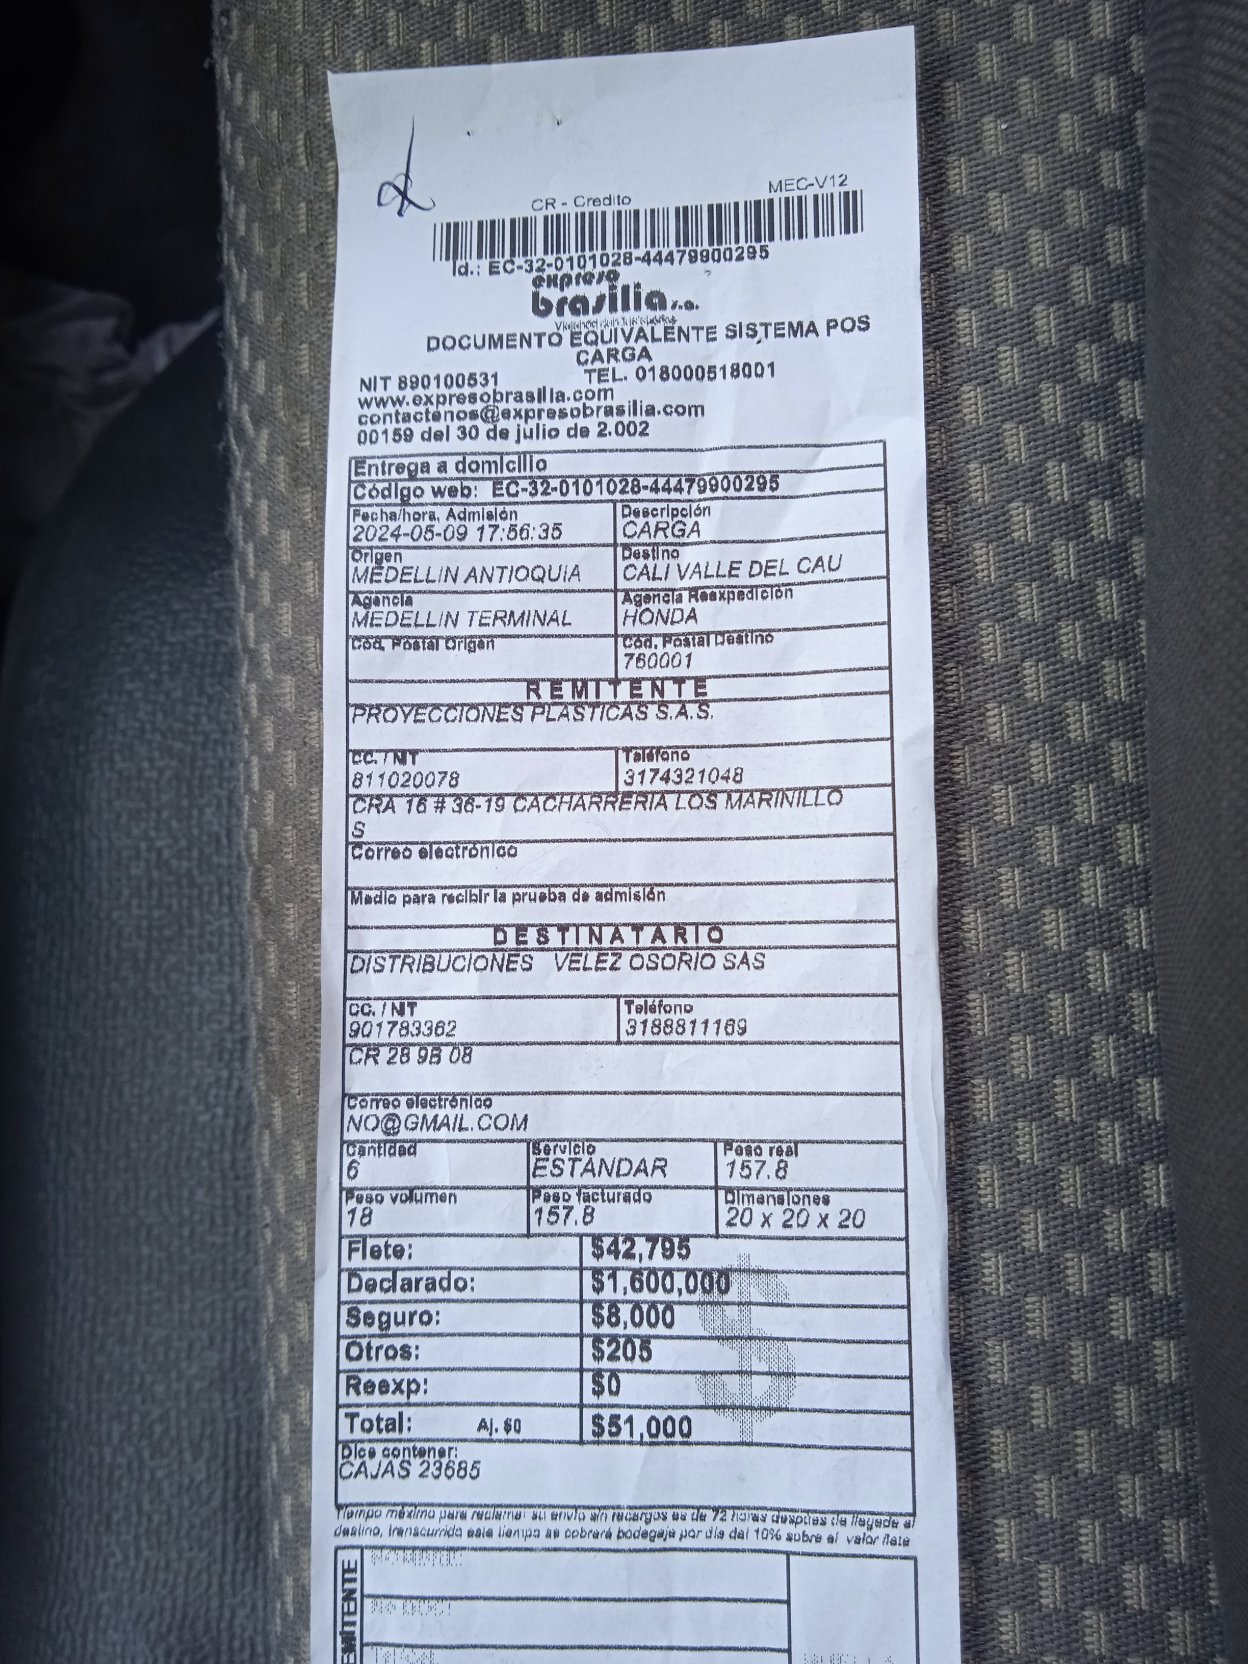 MEC-V12
CR - Credito
Id.: EC-32-0101028-44479900295
expreso
brasilia s.a.
DOCUMENTO EQUIVALENTE SISTEMA POS
CARGA
NIT 890100531 TEL. 018000518001
www.expresobrasilia.com
contactenos@expresobrasilia.com
00159 del 30 de julio de 2.002
Entrega a domicilio
Código web: EC-32-0101028-44479900295
Fecha/hora, Admisión Descripción
2024-05-09 17:56:35 CARGA
Origen Destino
MEDELLIN ANTIOQUIA CALI VALLE DEL CAU
Agencia Agencia Reexpedición
MEDELLIN TERMINAL HONDA
Cód. Postal Origen Cód. Postal Destino
760001
REMITENTE
PROYECCIONES PLASTICAS S.A.S.
CC. / NIT Teléfono
811020078 3174321048
CRA 16 # 36-19 CACHARRERIA LOS MARINILLO
S
Correo electrónico
Medio para recibir la prueba de admisión
DESTINATARIO
DISTRIBUCIONES VELEZ OSORIO SAS
CC. / NIT Teléfono
901783362 3188811169
CR 28 9B 08
Correo electrónico
NO@GMAIL.COM
Cantidad Servicio Peso real
6 ESTANDAR 157.8
Peso volumen Peso facturado Dimensiones
18 157.8 20 x 20 x 20
Flete: $42,795
Declarado: $1,600,000
Seguro: $8,000
Otros: $205
Reexp: $0
Total: Aj. $0 $51,000
Dice contener:
CAJAS 23685
Tiempo máximo para reclamar su envío sin recargos es de 72 horas después de llegado al
destino, transcurrido este tiempo se cobrará bodegaje por día del 10% sobre el valor flete